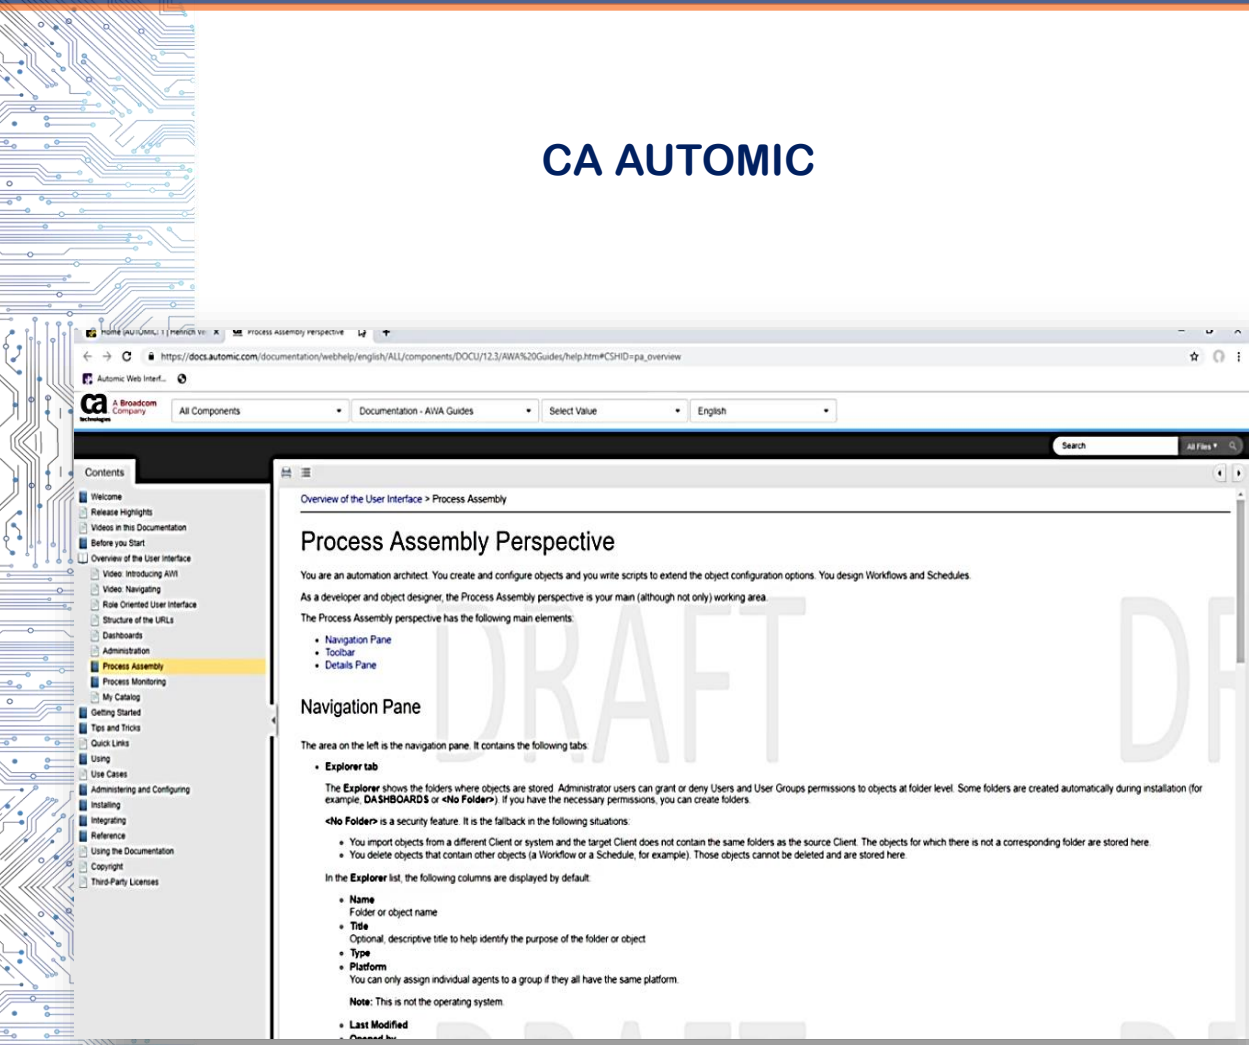 CA AUTOMIC
Home (AUTOMIC, 1 | Henrich Vi X
Process Assembly Perspective
https://docs.automic.com/documentation/webhelp/english/ALL/components/DOCU/12.3/AWA%20Guides/help.htm#CSHID=pa_overview
Automic Web Interf...
ca technologies A Broadcom Company
All Components
Documentation - AWA Guides
Select Value
English
Search
All Files
Contents
Welcome
Release Highlights
Videos in this Documentation
Before you Start
Overview of the User Interface
Video: Introducing AWI
Video: Navigating
Role Oriented User Interface
Structure of the URLs
Dashboards
Administration
Process Assembly
Process Monitoring
My Catalog
Getting Started
Tips and Tricks
Quick Links
Using
Use Cases
Administering and Configuring
Installing
Integrating
Reference
Using the Documentation
Copyright
Third-Party Licenses
Overview of the User Interface > Process Assembly
Process Assembly Perspective
You are an automation architect. You create and configure objects and you write scripts to extend the object configuration options. You design Workflows and Schedules.
As a developer and object designer, the Process Assembly perspective is your main (although not only) working area.
The Process Assembly perspective has the following main elements:
• Navigation Pane
• Toolbar
• Details Pane
DRAFT
DR
Navigation Pane
The area on the left is the navigation pane. It contains the following tabs:
• Explorer tab
The Explorer shows the folders where objects are stored. Administrator users can grant or deny Users and User Groups permissions to objects at folder level. Some folders are created automatically during installation (for
example, DASHBOARDS or <No Folder>). If you have the necessary permissions, you can create folders.
<No Folder> is a security feature. It is the fallback in the following situations:
You import objects from a different Client or system and the target Client does not contain the same folders as the source Client. The objects for which there is not a corresponding folder are stored here.
You delete objects that contain other objects (a Workflow or a Schedule, for example). Those objects cannot be deleted and are stored here.
In the Explorer list, the following columns are displayed by default:
Name
Folder or object name
Title
Optional, descriptive title to help identify the purpose of the folder or object
Type
Platform
You can only assign individual agents to a group if they all have the same platform.
Note: This is not the operating system.
Last Modified
Opened by